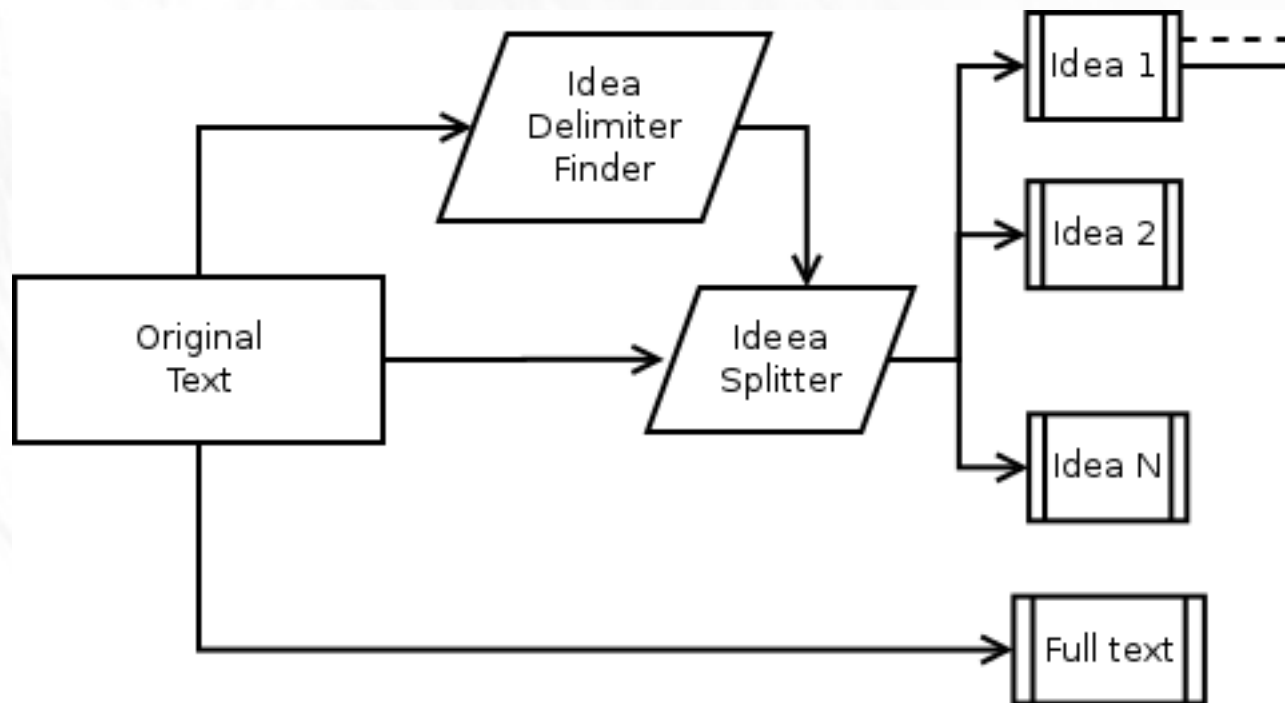 Idea
Delimiter
Finder
Idea 1
Idea 2
Original
Text
Ideea
Splitter
Idea N
Full text